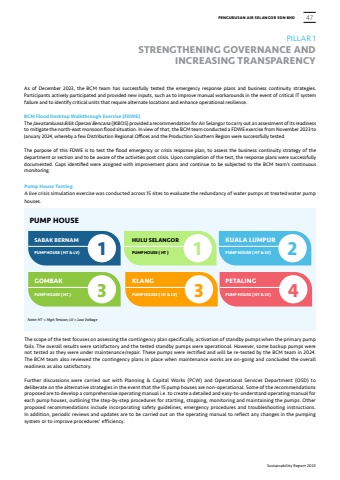 PENGURUSAN AIR SELANGOR SDN BHD 47
PILLAR 1
STRENGTHENING GOVERNANCE AND
INCREASING TRANSPARENCY
As of December 2023, the BCM team has successfully tested the emergency response plans and business continuity strategies.
Participants actively participated and provided new inputs, such as to improve manual workarounds in the event of critical IT system
failure and to identify critical units that require alternate locations and enhance operational resilience.
BCM Flood Desktop Walkthrough Exercise (FDWE)
The Jawatankuasa Bilik Operasi Bencana (JKBOS) provided a recommendation for Air Selangor to carry out an assessment of its readiness
to mitigate the north-east monsoon flood situation. In view of that, the BCM team conducted a FDWE exercise from November 2023 to
January 2024, whereby a few Distribution Regional Offices and the Production Southern Region were successfully tested.
The purpose of this FDWE is to test the flood emergency or crisis response plan, to assess the business continuity strategy of the
department or section and to be aware of the activities post crisis. Upon completion of the test, the response plans were successfully
documented. Gaps identified were assigned with improvement plans and continue to be subjected to the BCM team's continuous
monitoring.
Pump House Testing
A live crisis simulation exercise was conducted across 15 sites to evaluate the redundancy of water pumps at treated water pump
houses.
PUMP HOUSE
SABAK BERNAM
PUMP HOUSE ( HT & LV)
1
HULU SELANGOR
PUMP HOUSE ( HT )
1
KUALA LUMPUR
PUMP HOUSE ( HT & LV)
2
GOMBAK
PUMP HOUSE ( HT )
3
KLANG
PUMP HOUSE ( HT & LV)
3
PETALING
PUMP HOUSE ( HT & LV)
4
Note: HT = High Tension; LV = Low Voltage
The scope of the test focuses on assessing the contingency plan specifically, activation of standby pumps when the primary pump
fails. The overall results were satisfactory and the tested standby pumps were operational. However, some backup pumps were
not tested as they were under maintenance/repair. These pumps were rectified and will be re-tested by the BCM team in 2024.
The BCM team also reviewed the contingency plans in place when maintenance works are on-going and concluded the overall
readiness as also satisfactory.
Further discussions were carried out with Planning & Capital Works (PCW) and Operational Services Department (OSD) to
deliberate on the alternative strategies in the event that the 15 pump houses are non-operational. Some of the recommendations
proposed are to develop a comprehensive operating manual i.e. to create a detailed and easy-to-understand operating manual for
each pump houses, outlining the step-by-step procedures for starting, stopping, monitoring and maintaining the pumps. Other
proposed recommendations include incorporating safety guidelines, emergency procedures and troubleshooting instructions.
In addition, periodic reviews and updates are to be carried out on the operating manual to reflect any changes in the pumping
system or to improve procedures' efficiency.
Sustainability Report 2023